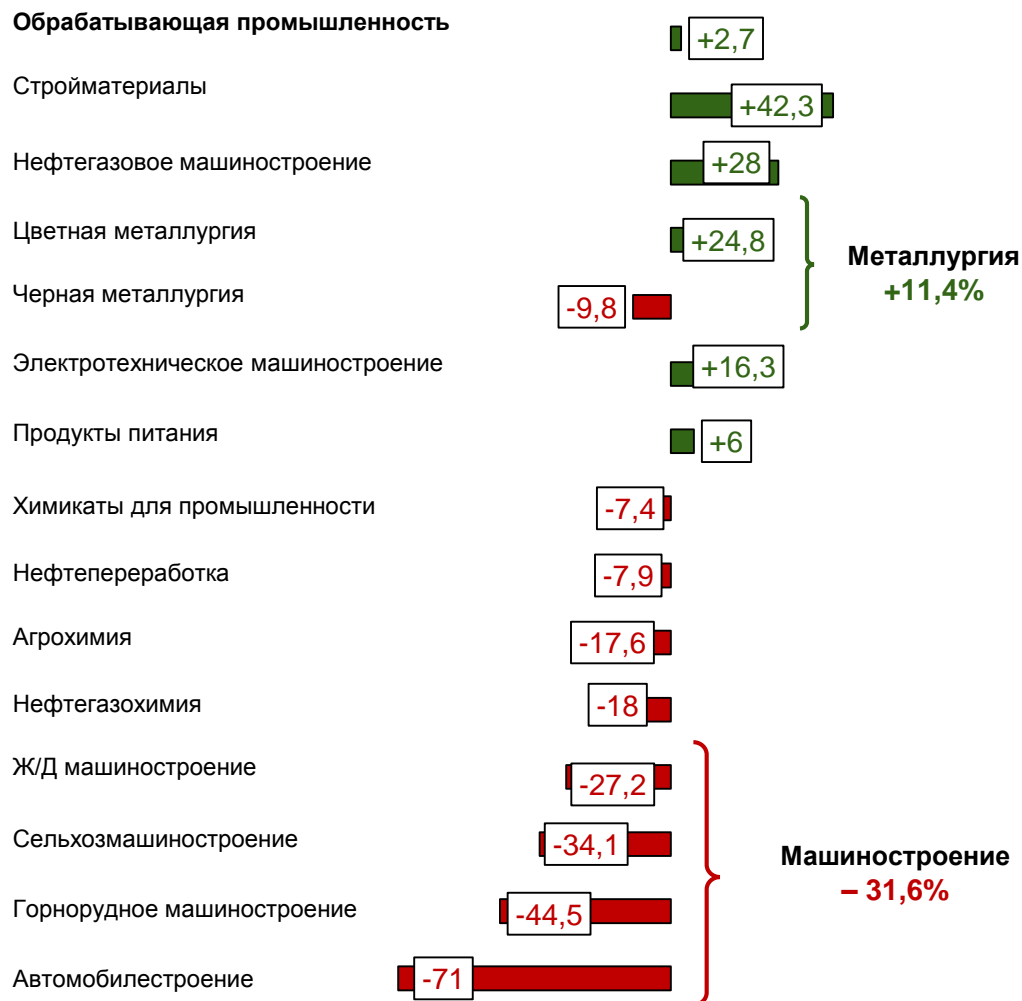 Обрабатывающая промышленность
+2,7
Стройматериалы
+42,3
Нефтегазовое машиностроение
+28
Цветная металлургия
+24,8
Металлургия
+11,4%
Черная металлургия
-9,8
Электротехническое машиностроение
+16,3
Продукты питания
+6
Химикаты для промышленности
-7,4
Нефтепереработка
-7,9
Агрохимия
-17,6
Нефтегазохимия
-18
Ж/Д машиностроение
-27,2
Сельхозмашиностроение
-34,1
Машиностроение
– 31,6%
Горнорудное машиностроение
-44,5
Автомобилестроение
-71